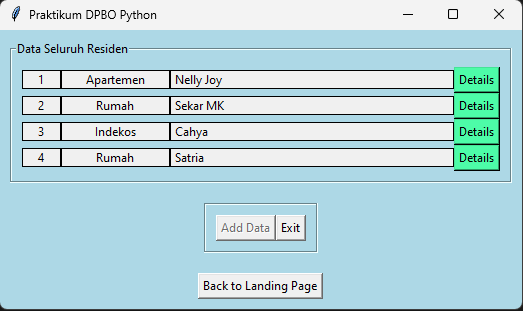 Praktikum DPBO Python
Data Seluruh Residen
1 Apartemen Nelly Joy Details
2 Rumah Sekar MK Details
3 Indekos Cahya Details
4 Rumah Satria Details
Add Data Exit
Back to Landing Page